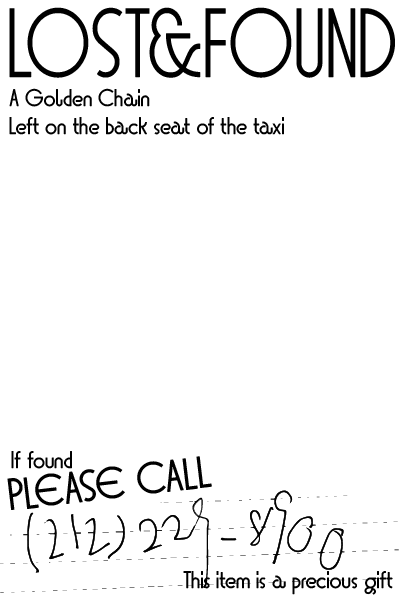 LOST&FOUND
A Golden Chain
Left on the back seat of the taxi
If found
PLEASE CALL
(212) 229-8900
This item is a precious gift